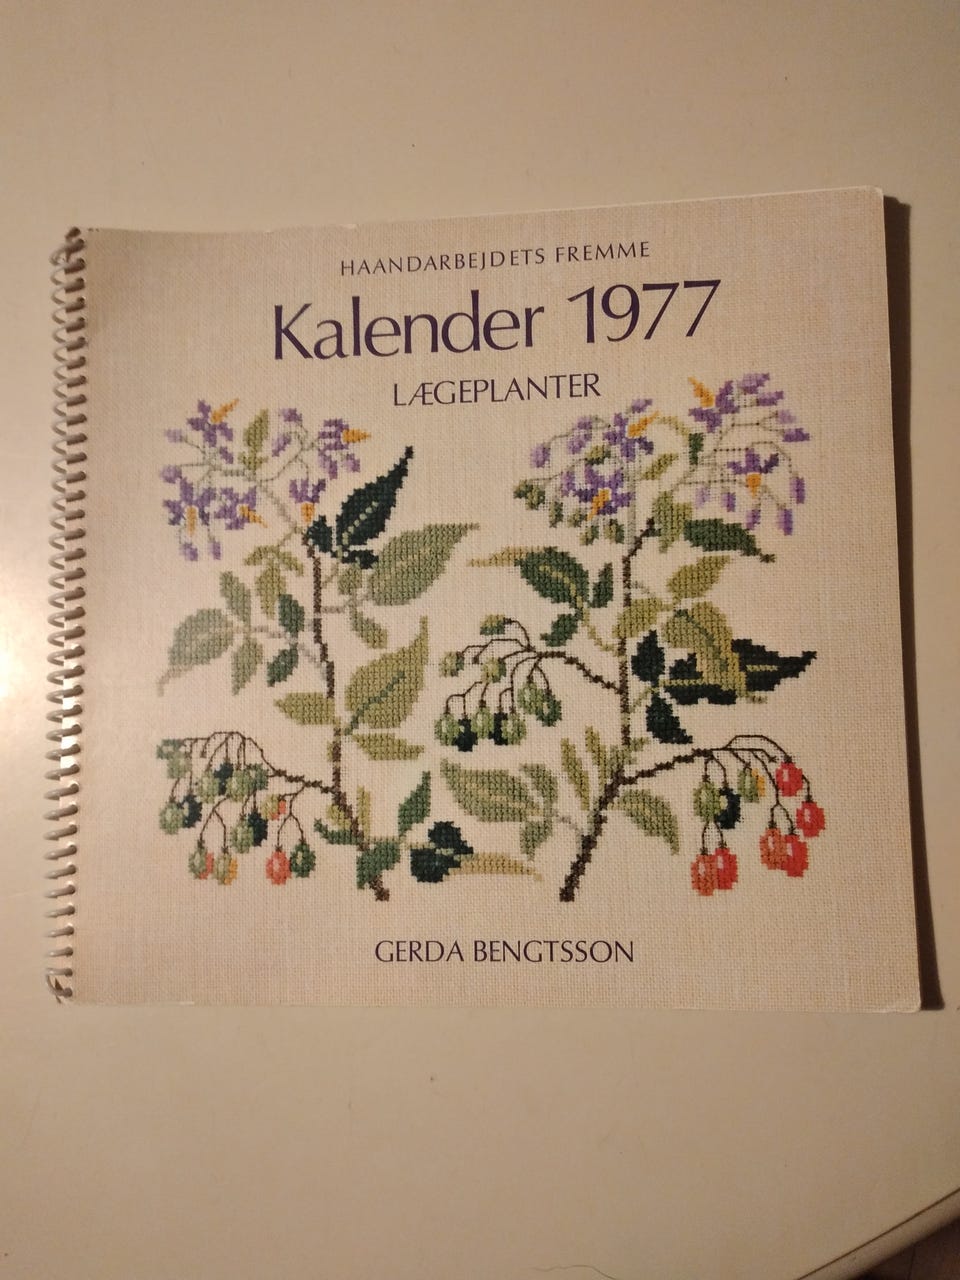 HAANDARBEJDETS FREMME
Kalender 1977
LÆGEPLANTER
GERDA BENGTSSON